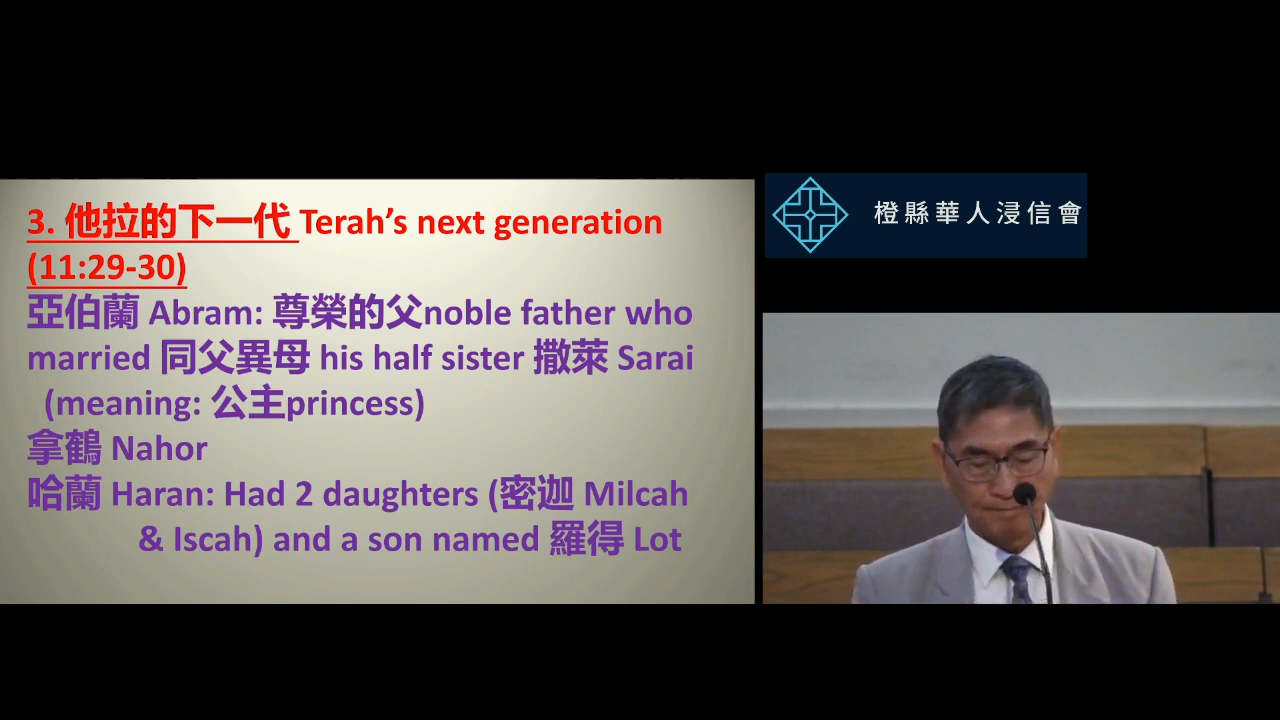 3. 他拉的下一代 Terah’s next generation
(11:29-30)
亞伯蘭 Abram: 尊榮的父noble father who
married 同父異母 his half sister 撒萊 Sarai
(meaning: 公主princess)
拿鶴 Nahor
哈蘭 Haran: Had 2 daughters (密迦 Milcah
& Iscah) and a son named 羅得 Lot
橙縣華人浸信會